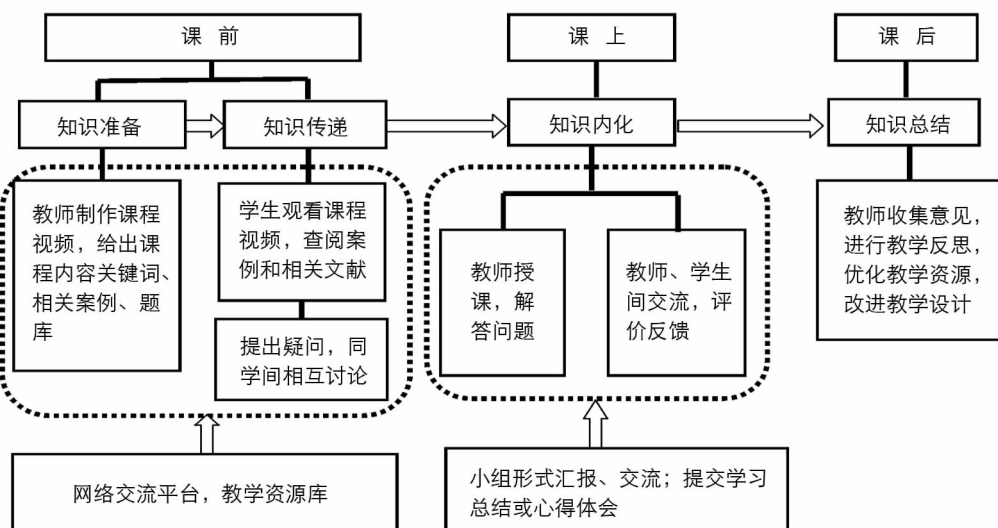 课 前
课 上
课 后
知识准备
知识传递
知识内化
知识总结
教师制作课程
视频，给出课
程内容关键词、
相关案例、题
库
学生观看课程
视频，查阅案
例和相关文献
提出疑问，同
学间相互讨论
教师授
课，解
答问题
教师、学生
间交流，评
价反馈
教师收集意见，
进行教学反思，
优化教学资源，
改进教学设计
网络交流平台，教学资源库
小组形式汇报、交流；提交学习
总结或心得体会